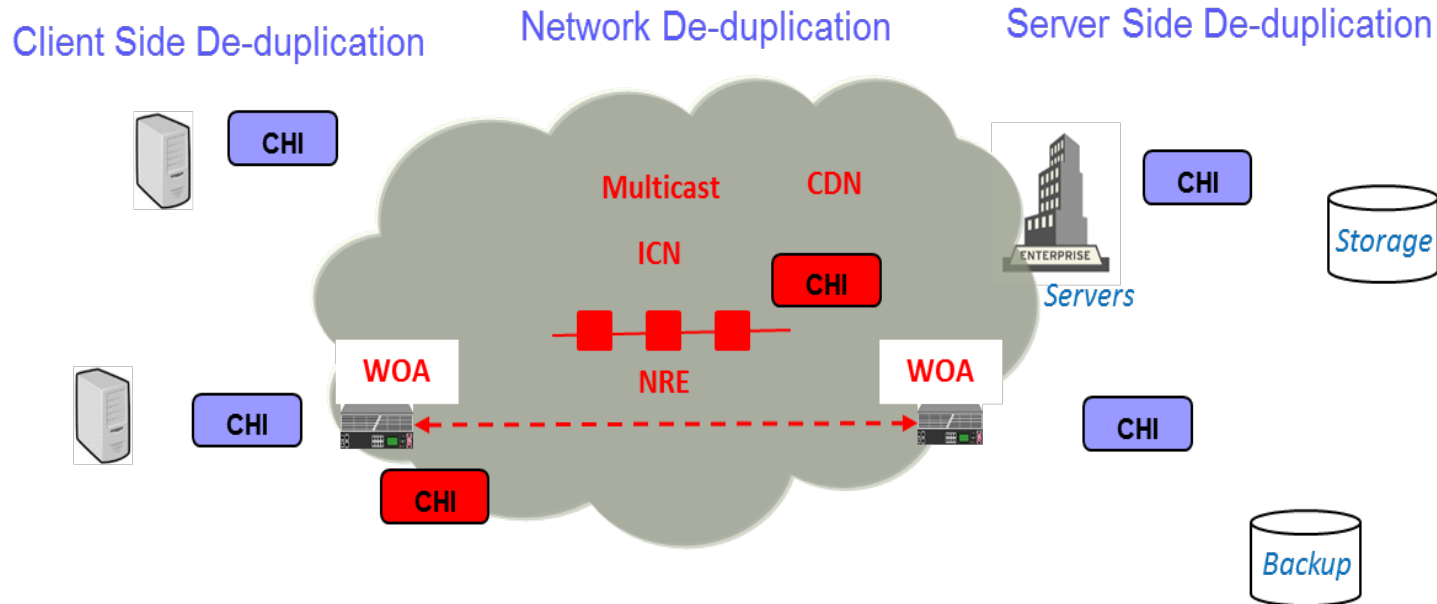 Client Side De-duplication
Network De-duplication
Server Side De-duplication
CHI
Multicast
CDN
CHI
ICN
CHI
ENTERPRISE
Servers
Storage
WOA
NRE
WOA
CHI
CHI
CHI
Backup